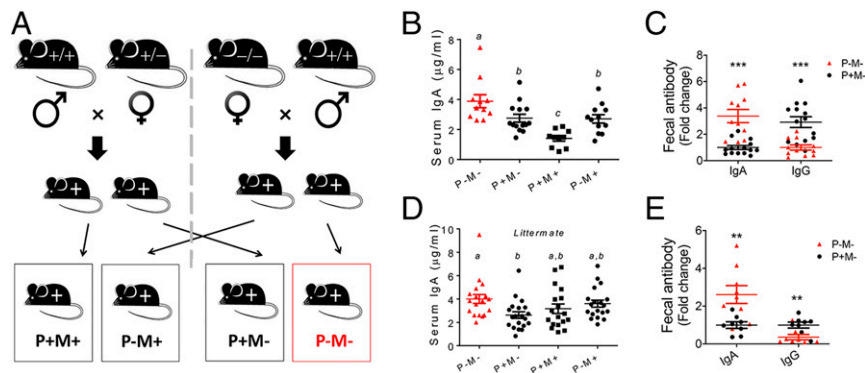 A
+/+
+/−
−/−
+/+
♂ × ♀
♀ × ♂
+
+
+
+
+
+
+
+
P+M+
P-M+
P+M-
P-M-
B
Serum IgA (μg/ml)
8
6
4
2
0
a
b
c
b
P-M-
P+M-
P+M+
P-M+
C
Fecal antibody
(Fold change)
8
6
4
2
0
***
***
IgA
IgG
P-M-
P+M-
D
Serum IgA (μg/ml)
10
8
6
4
2
0
Littermate
a
b
a,b
a,b
P-M-
P+M-
P+M+
P-M+
E
Fecal antibody
(Fold change)
6
4
2
0
**
**
IgA
IgG
P-M-
P+M-